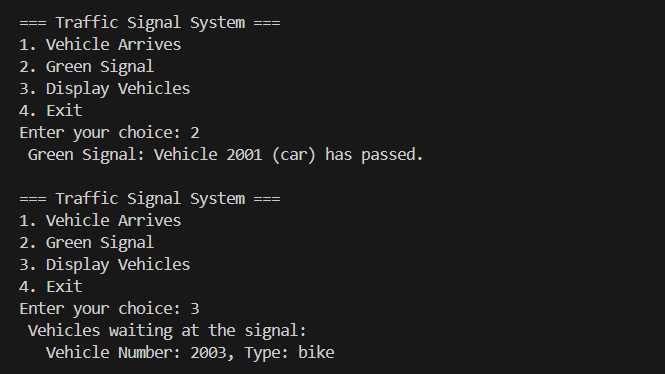 === Traffic Signal System ===
1. Vehicle Arrives
2. Green Signal
3. Display Vehicles
4. Exit
Enter your choice: 2
Green Signal: Vehicle 2001 (car) has passed.
=== Traffic Signal System ===
1. Vehicle Arrives
2. Green Signal
3. Display Vehicles
4. Exit
Enter your choice: 3
Vehicles waiting at the signal:
Vehicle Number: 2003, Type: bike